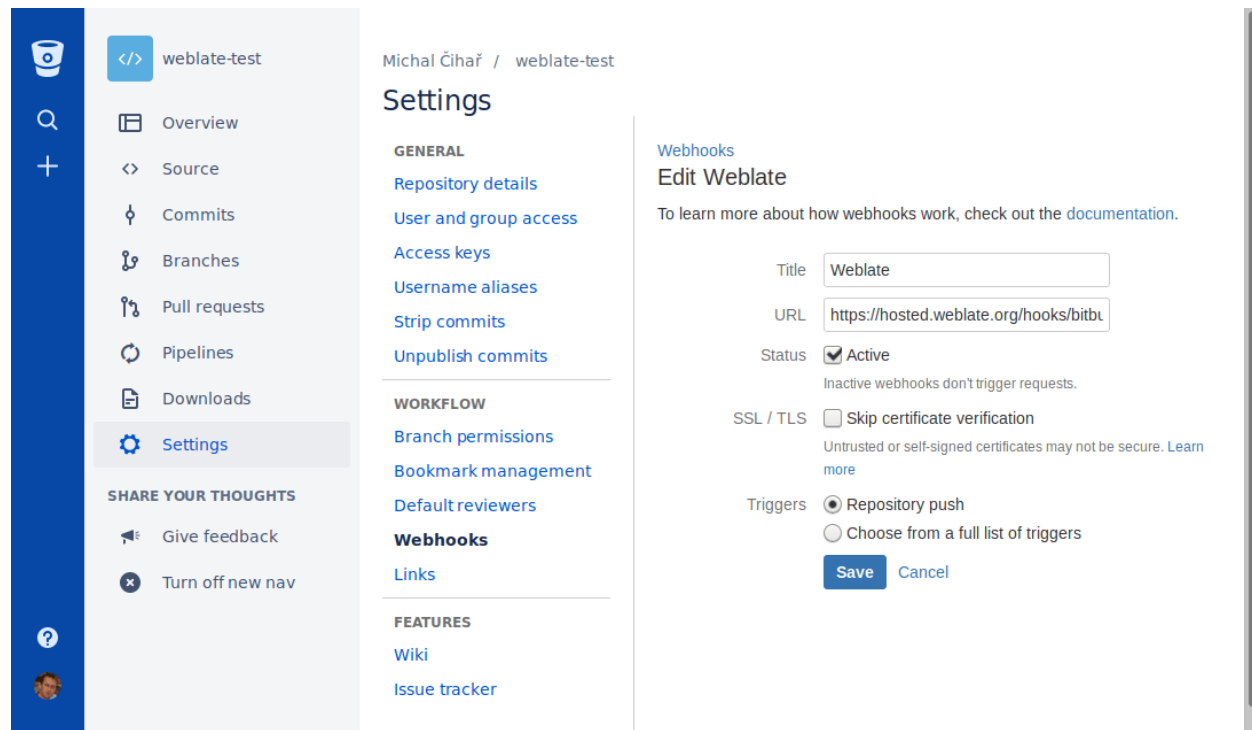 weblate-test
Overview
Source
Commits
Branches
Pull requests
Pipelines
Downloads
Settings
SHARE YOUR THOUGHTS
Give feedback
Turn off new nav
Michal Čihař / weblate-test
Settings
GENERAL
Repository details
User and group access
Access keys
Username aliases
Strip commits
Unpublish commits
WORKFLOW
Branch permissions
Bookmark management
Default reviewers
Webhooks
Links
FEATURES
Wiki
Issue tracker
Webhooks
Edit Weblate
To learn more about how webhooks work, check out the documentation.
Title Weblate
URL https://hosted.weblate.org/hooks/bitbu
Status Active
Inactive webhooks don't trigger requests.
SSL / TLS Skip certificate verification
Untrusted or self-signed certificates may not be secure. Learn
more
Triggers Repository push
Choose from a full list of triggers
Save Cancel